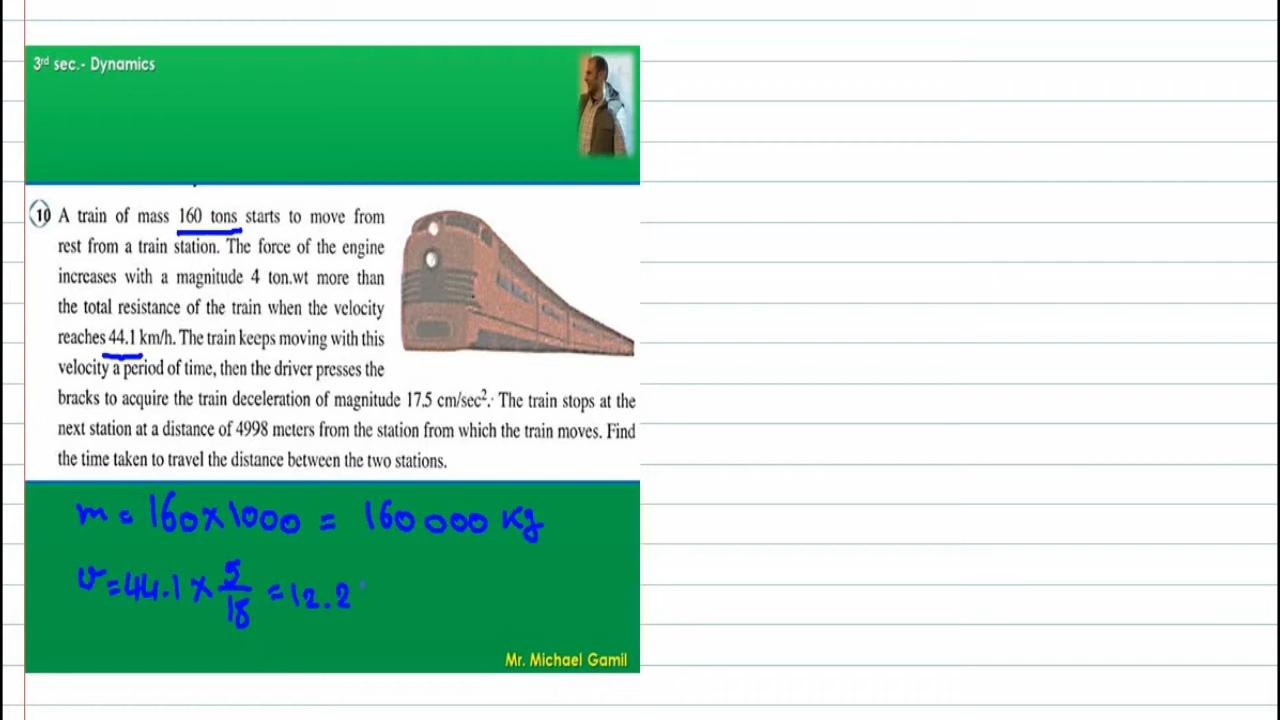 3rd sec.- Dynamics
10 A train of mass 160 tons starts to move from
rest from a train station. The force of the engine
increases with a magnitude 4 ton.wt more than
the total resistance of the train when the velocity
reaches 44.1 km/h. The train keeps moving with this
velocity a period of time, then the driver presses the
bracks to acquire the train deceleration of magnitude 17.5 cm/sec². The train stops at the
next station at a distance of 4998 meters from the station from which the train moves. Find
the time taken to travel the distance between the two stations.
m = 160 × 1000 = 160 000 Kg
v = 44.1 × 5/18 = 12.2
Mr. Michael Gamil